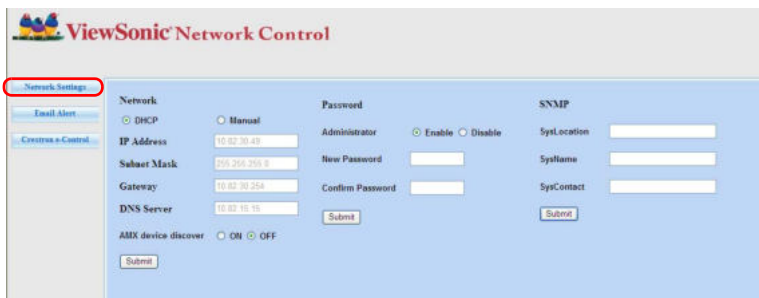 ViewSonic® Network Control
Network Settings
Email Alert
Crestron e-Control
Network
DHCP Manual
IP Address 10.82.30.49
Subnet Mask 255.255.255.0
Gateway 10.82.30.254
DNS Server 10.82.15.15
AMX device discover ON OFF
Submit
Password
Administrator Enable Disable
New Password
Confirm Password
Submit
SNMP
SysLocation
SysName
SysContact
Submit